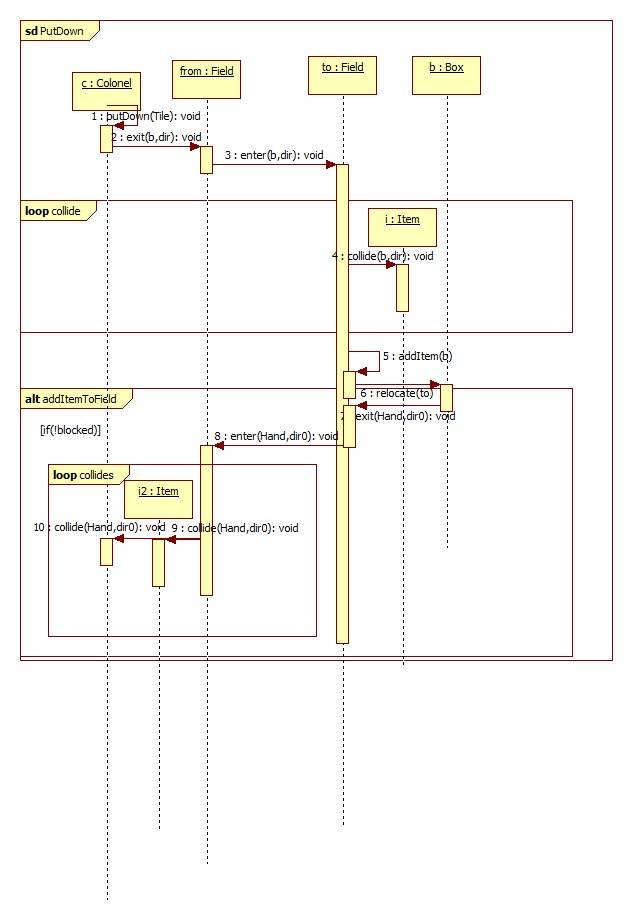 sd PutDown
c : Colonel
from : Field
to : Field
b : Box
1 : putDown(Tile): void
2 : exit(b,dir): void
3 : enter(b,dir): void
loop collide
i : Item
4 : collide(b,dir): void
5 : addItem(b)
alt addItemToField
6 : relocate(to)
7 : exit(Hand,dir0): void
[if(!blocked)]
8 : enter(Hand,dir0): void
loop collides
i2 : Item
10 : collide(Hand,dir0): void
9 : collide(Hand,dir0): void